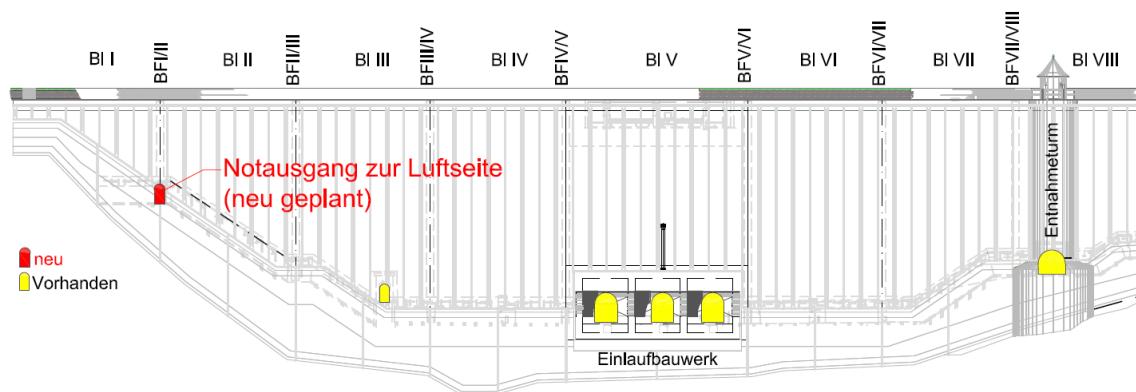 Bl I
BFI/II
Bl II
BFII/III
Bl III
BFIII/IV
Bl IV
BFIV/V
Bl V
BFV/VI
Bl VI
BFVI/VII
Bl VII
BFVII/VIII
Bl VIII
Notausgang zur Luftseite
(neu geplant)
Entnahmeturm
neu
Vorhanden
Einlaufbauwerk